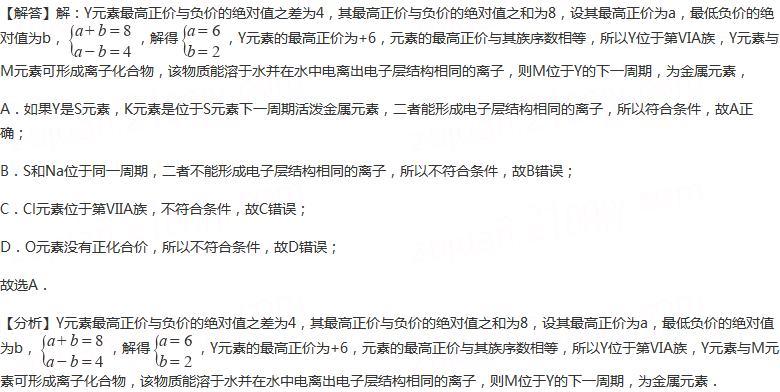 【解答】解：Y元素最高正价与负价的绝对值之差为4，其最高正价与负价的绝对值之和为8，设其最高正价为a，最低负价的绝
对值为b，{a+b=8 a−b=4，解得{a=6 b=2，Y元素的最高正价为+6，元素的最高正价与其族序数相等，所以Y位于第ⅥA族，Y元素与
M元素可形成离子化合物，该物质能溶于水并在水中电离出电子层结构相同的离子，则M位于Y的下一周期，为金属元素，
A．如果Y是S元素，K元素是位于S元素下一周期活泼金属元素，二者能形成电子层结构相同的离子，所以符合条件，故A正
确；
B．S和Na位于同一周期，二者不能形成电子层结构相同的离子，所以不符合条件，故B错误；
C．Cl元素位于第ⅦA族，不符合条件，故C错误；
D．O元素没有正化合价，所以不符合条件，故D错误；
故选A．
【分析】Y元素最高正价与负价的绝对值之差为4，其最高正价与负价的绝对值之和为8，设其最高正价为a，最低负价的绝对值
为b，{a+b=8 a−b=4，解得{a=6 b=2，Y元素的最高正价为+6，元素的最高正价与其族序数相等，所以Y位于第ⅥA族，Y元素与M元
素可形成离子化合物，该物质能溶于水并在水中电离出电子层结构相同的离子，则M位于Y的下一周期，为金属元素．